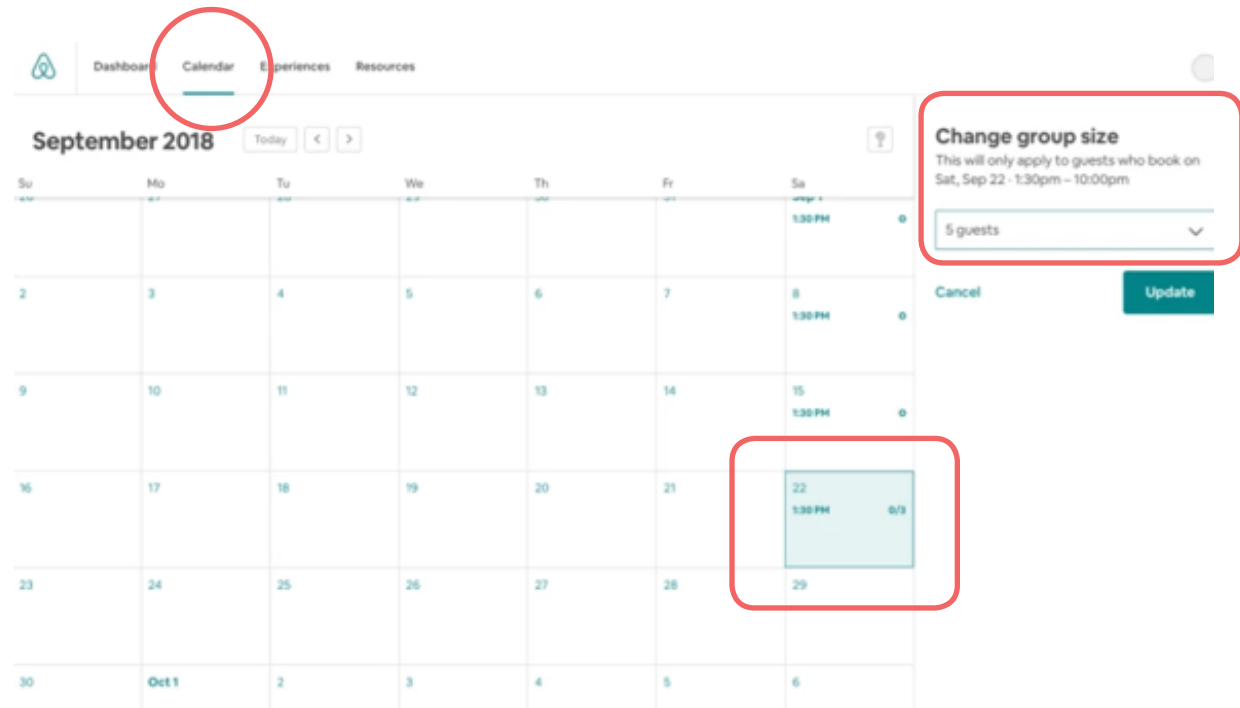 Dashboard Calendar Experiences Resources
September 2018 Today < > ?
Su Mo Tu We Th Fr Sa
Sep 1
1:30 PM 0
2 3 4 5 6 7 8
1:30 PM 0
9 10 11 12 13 14 15
1:30 PM 0
16 17 18 19 20 21 22
1:30 PM 0/3
23 24 25 26 27 28 29
30 Oct 1 2 3 4 5 6
Change group size
This will only apply to guests who book on
Sat, Sep 22 · 1:30pm – 10:00pm
5 guests
Cancel Update